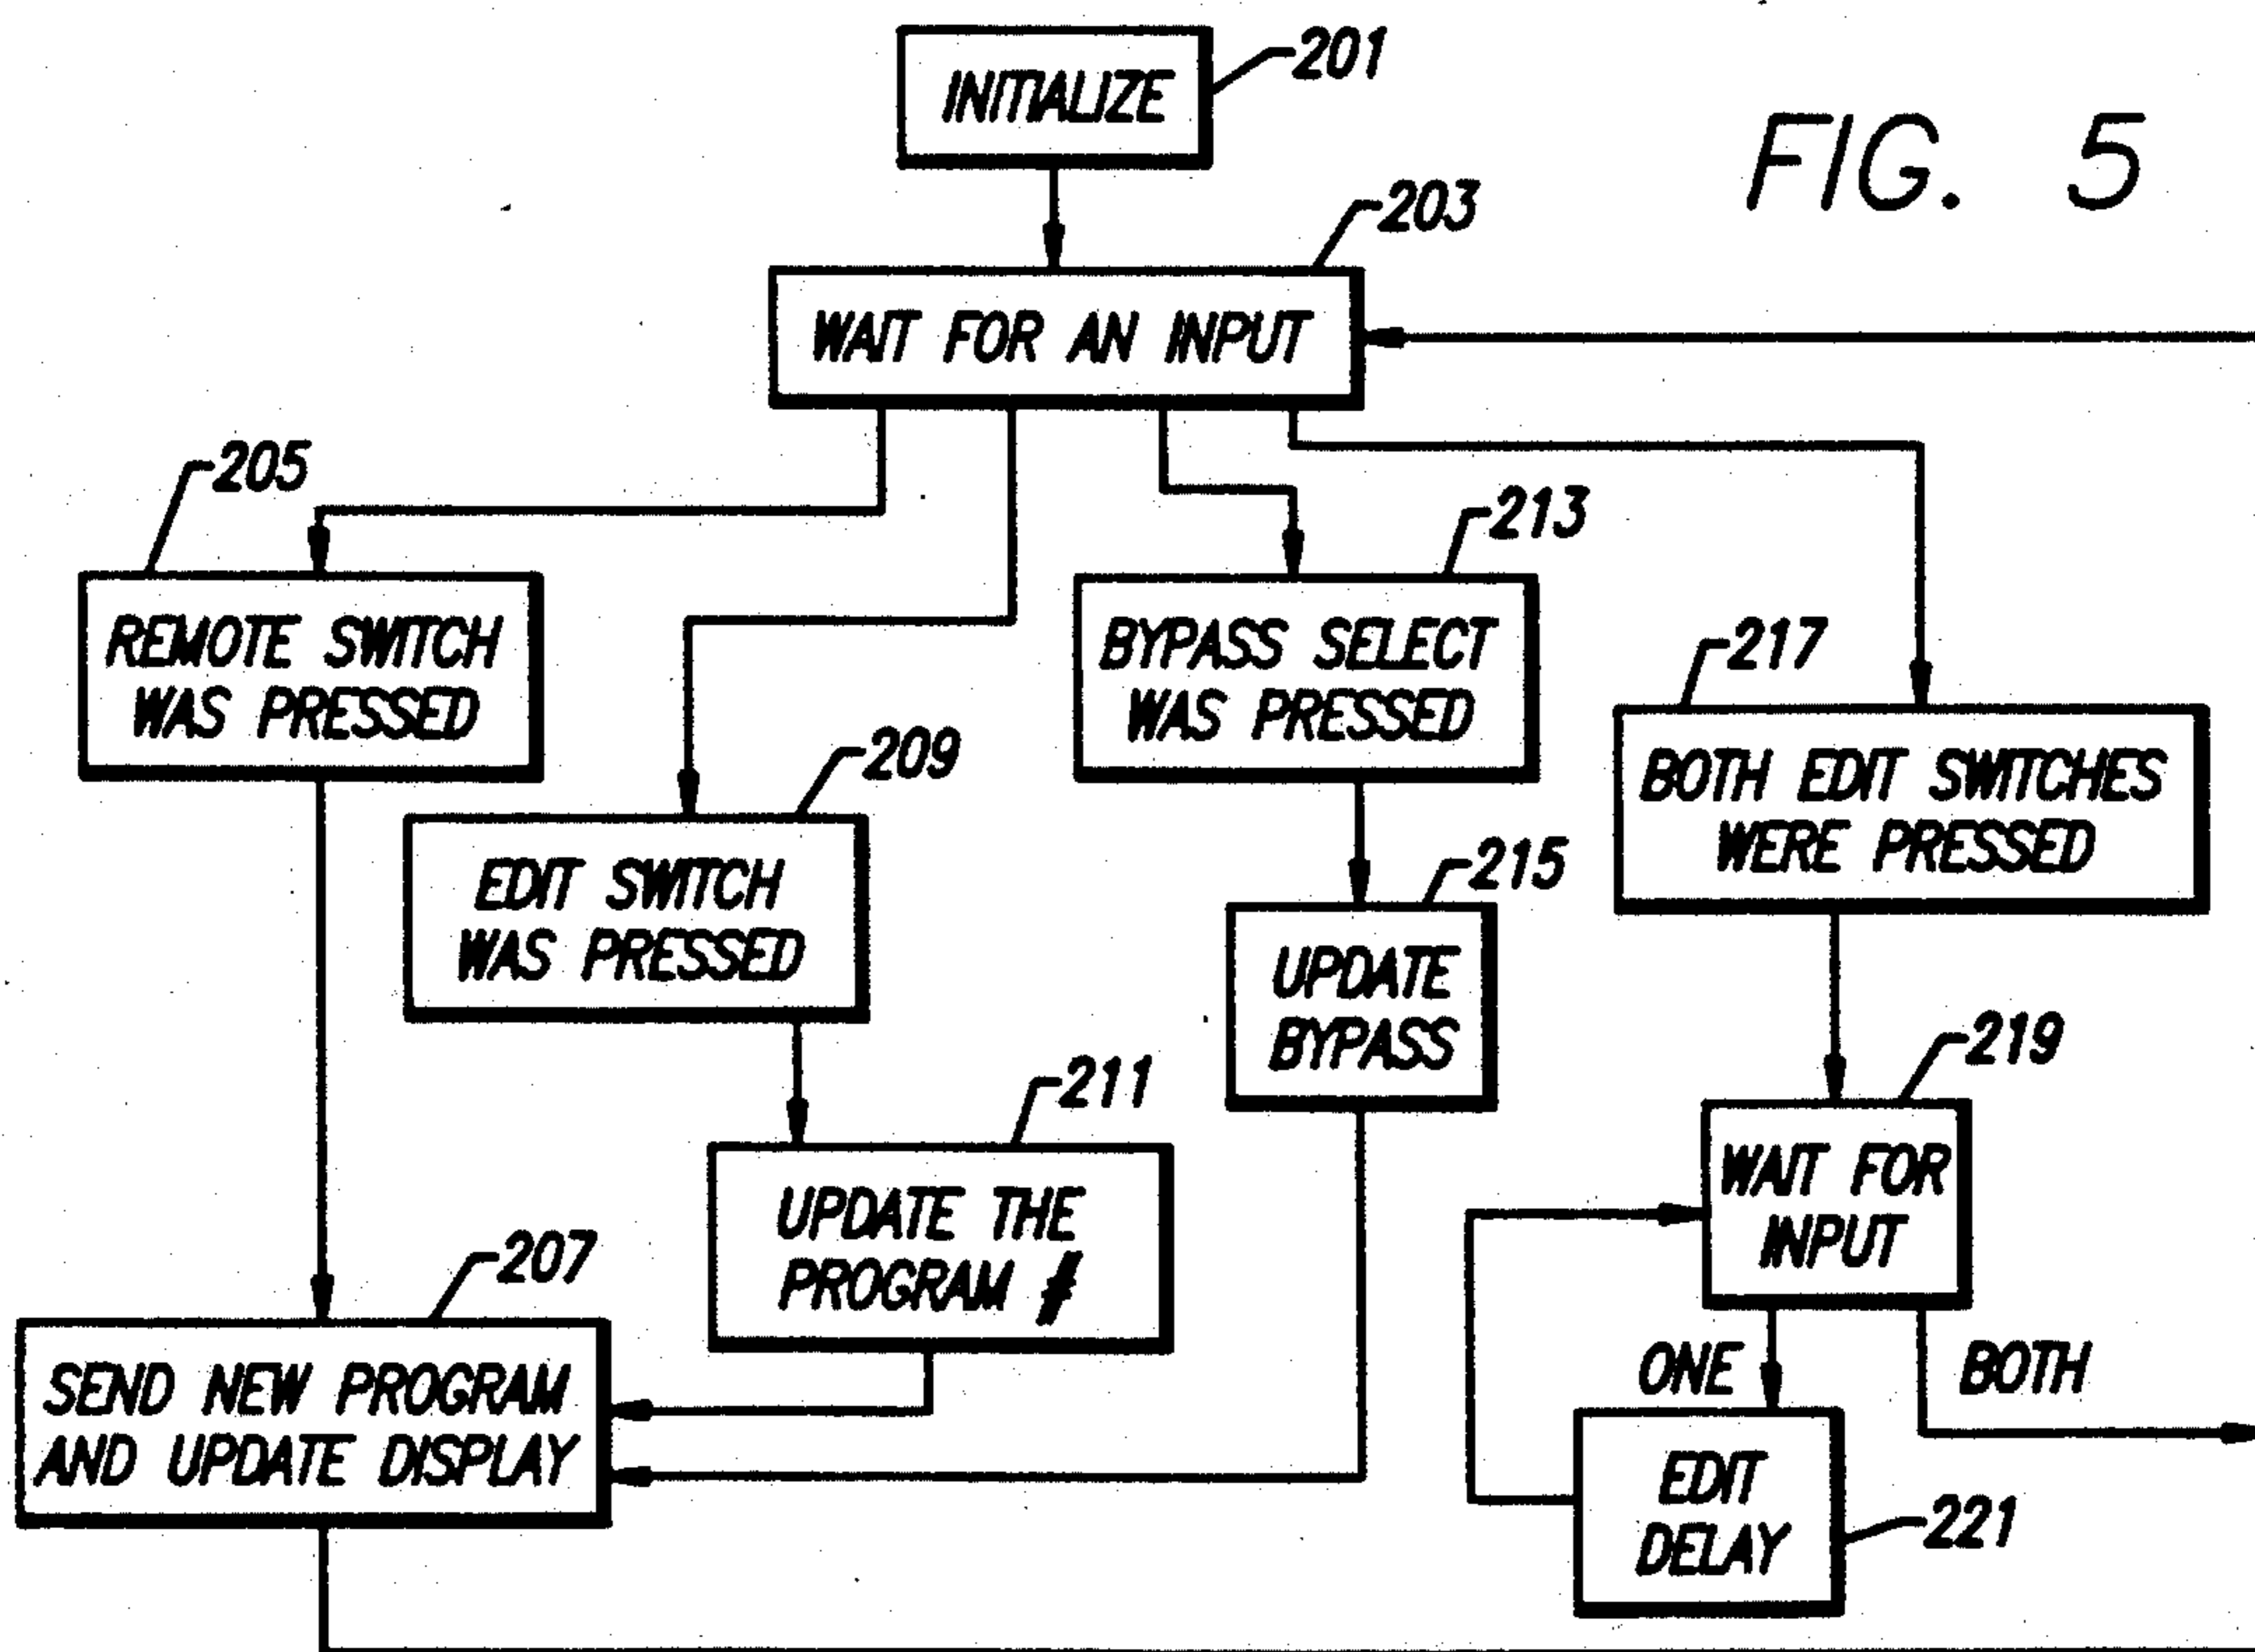 INITIALIZE
201
FIG. 5
203
WAIT FOR AN INPUT
205
213
REMOTE SWITCH
WAS PRESSED
BYPASS SELECT
WAS PRESSED
217
209
BOTH EDIT SWITCHES
WERE PRESSED
EDIT SWITCH
WAS PRESSED
215
UPDATE
BYPASS
219
211
WAIT FOR
INPUT
UPDATE THE
PROGRAM #
207
ONE
BOTH
SEND NEW PROGRAM
AND UPDATE DISPLAY
EDIT
DELAY
221